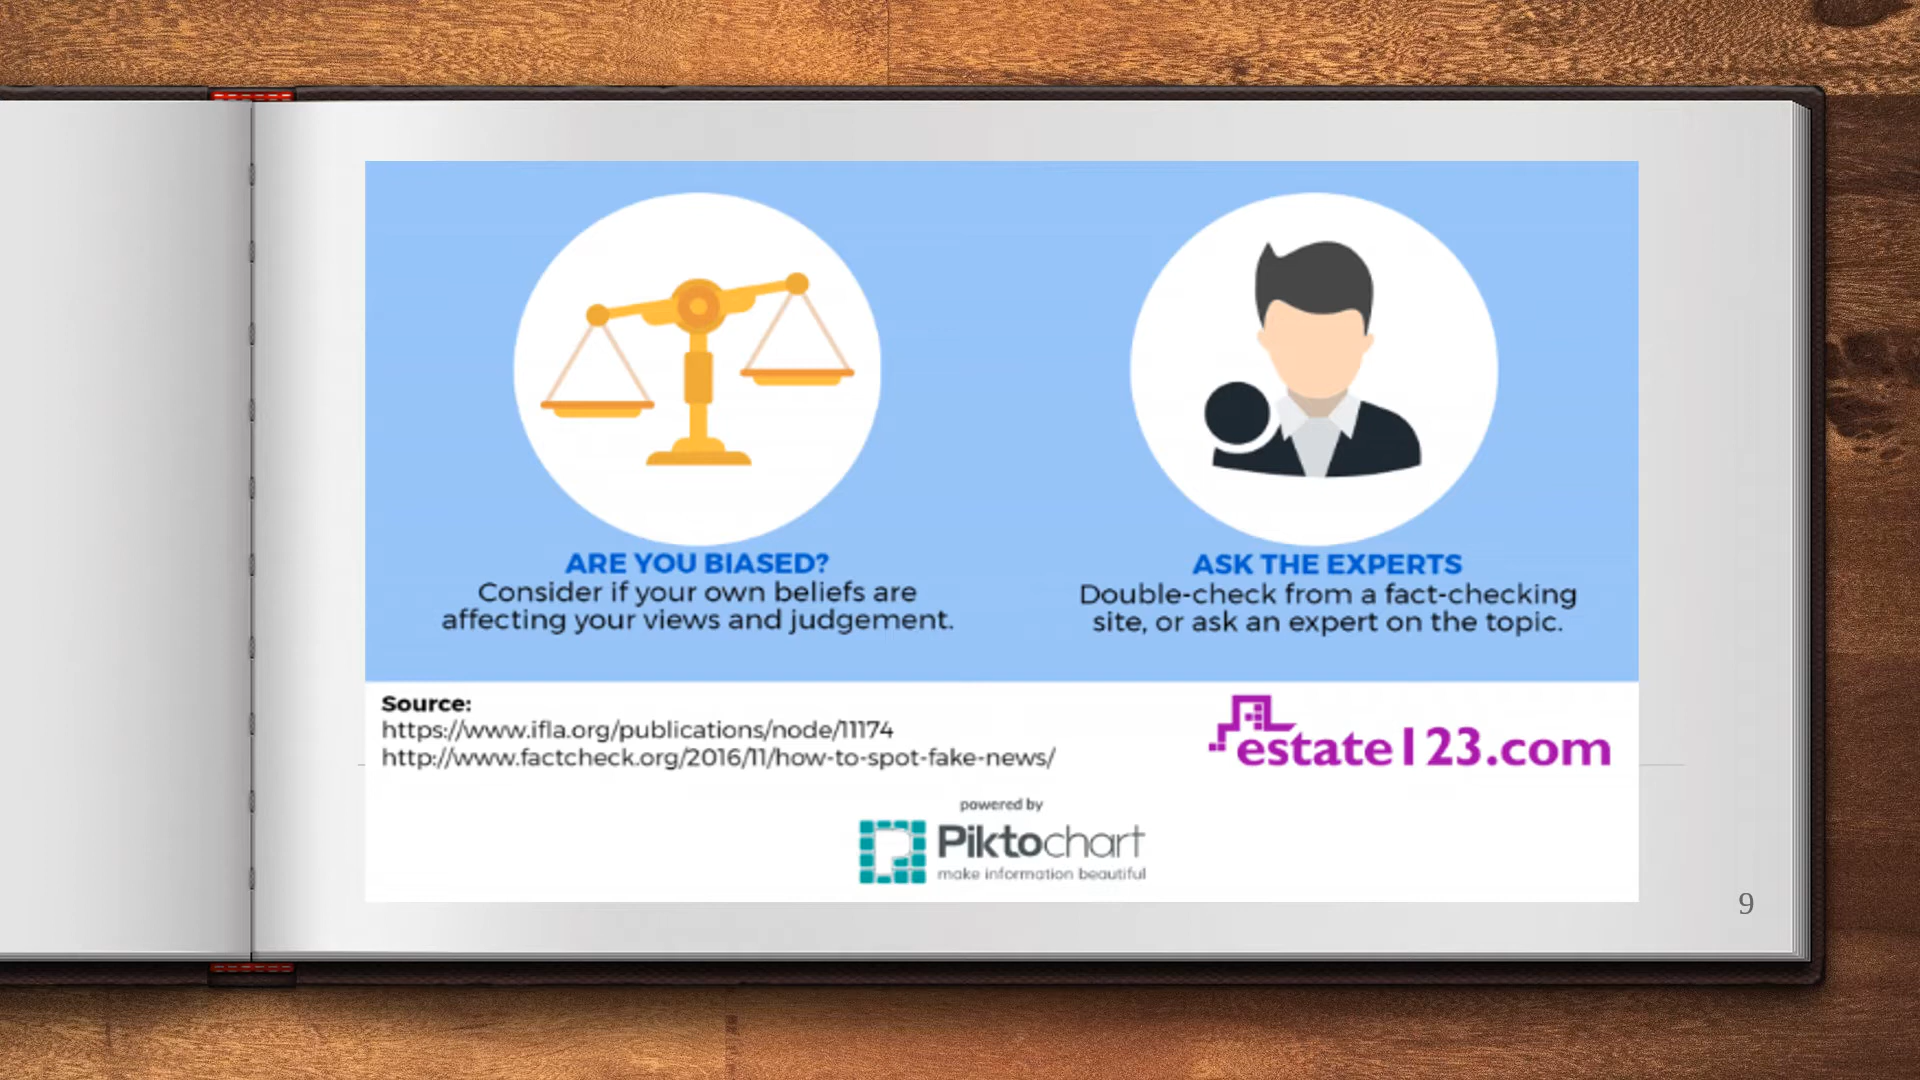 ARE YOU BIASED?
Consider if your own beliefs are
affecting your views and judgement.
ASK THE EXPERTS
Double-check from a fact-checking
site, or ask an expert on the topic.
Source:
https://www.ifla.org/publications/node/11174
http://www.factcheck.org/2016/11/how-to-spot-fake-news/
estate123.com
powered by
Piktochart
make information beautiful
9